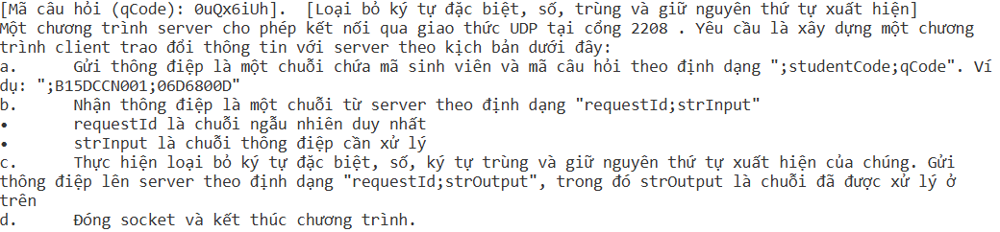 [Mã câu hỏi (qCode): 0uQx6iUh].  [Loại bỏ ký tự đặc biệt, số, trùng và giữ nguyên thứ tự xuất hiện]
Một chương trình server cho phép kết nối qua giao thức UDP tại cổng 2208 . Yêu cầu là xây dựng một chương
trình client trao đổi thông tin với server theo kịch bản dưới đây:
a.      Gửi thông điệp là một chuỗi chứa mã sinh viên và mã câu hỏi theo định dạng ";studentCode;qCode". Ví
dụ: ";B15DCCN001;06D6800D"
b.      Nhận thông điệp là một chuỗi từ server theo định dạng "requestId;strInput"
•       requestId là chuỗi ngẫu nhiên duy nhất
•       strInput là chuỗi thông điệp cần xử lý
c.      Thực hiện loại bỏ ký tự đặc biệt, số, ký tự trùng và giữ nguyên thứ tự xuất hiện của chúng. Gửi
thông điệp lên server theo định dạng "requestId;strOutput", trong đó strOutput là chuỗi đã được xử lý ở
trên
d.      Đóng socket và kết thúc chương trình.